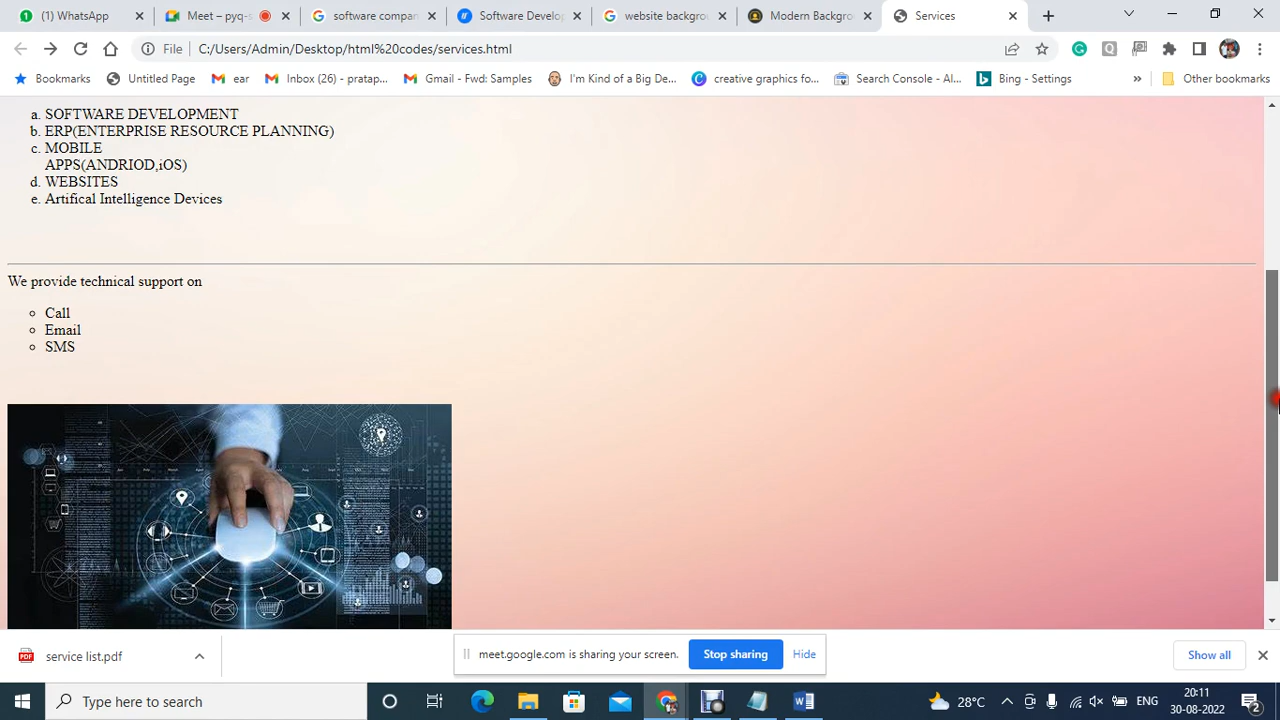 (1) WhatsApp
Meet – pyq-s
software compan
Software Develo
website backgrou
Modern Backgro
Services
File
C:/Users/Admin/Desktop/html%20codes/services.html
Bookmarks
Untitled Page
ear
Inbox (26) - pratap...
Gmail - Fwd: Samples
I'm Kind of a Big De...
creative graphics fo...
Search Console - Al...
Bing - Settings
»
Other bookmarks
a. SOFTWARE DEVELOPMENT
b. ERP(ENTERPRISE RESOURCE PLANNING)
c. MOBILE
APPS(ANDRIOD,iOS)
d. WEBSITES
e. Artifical Intelligence Devices
We provide technical support on
Call
Email
SMS
service list.pdf
meet.google.com is sharing your screen.
Stop sharing
Hide
Show all
Type here to search
28°C
ENG
20:11
30-08-2022
2